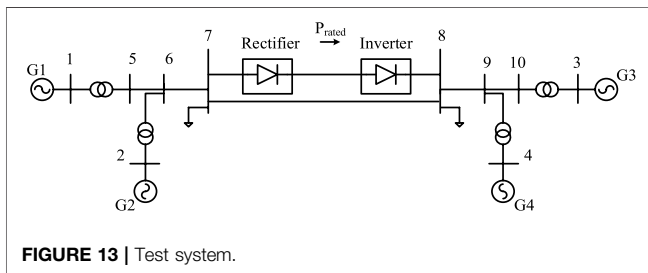 7
P_rated
8
Rectifier
Inverter
1
5
6
9
10
3
G1
G3
2
4
G2
G4
FIGURE 13 | Test system.